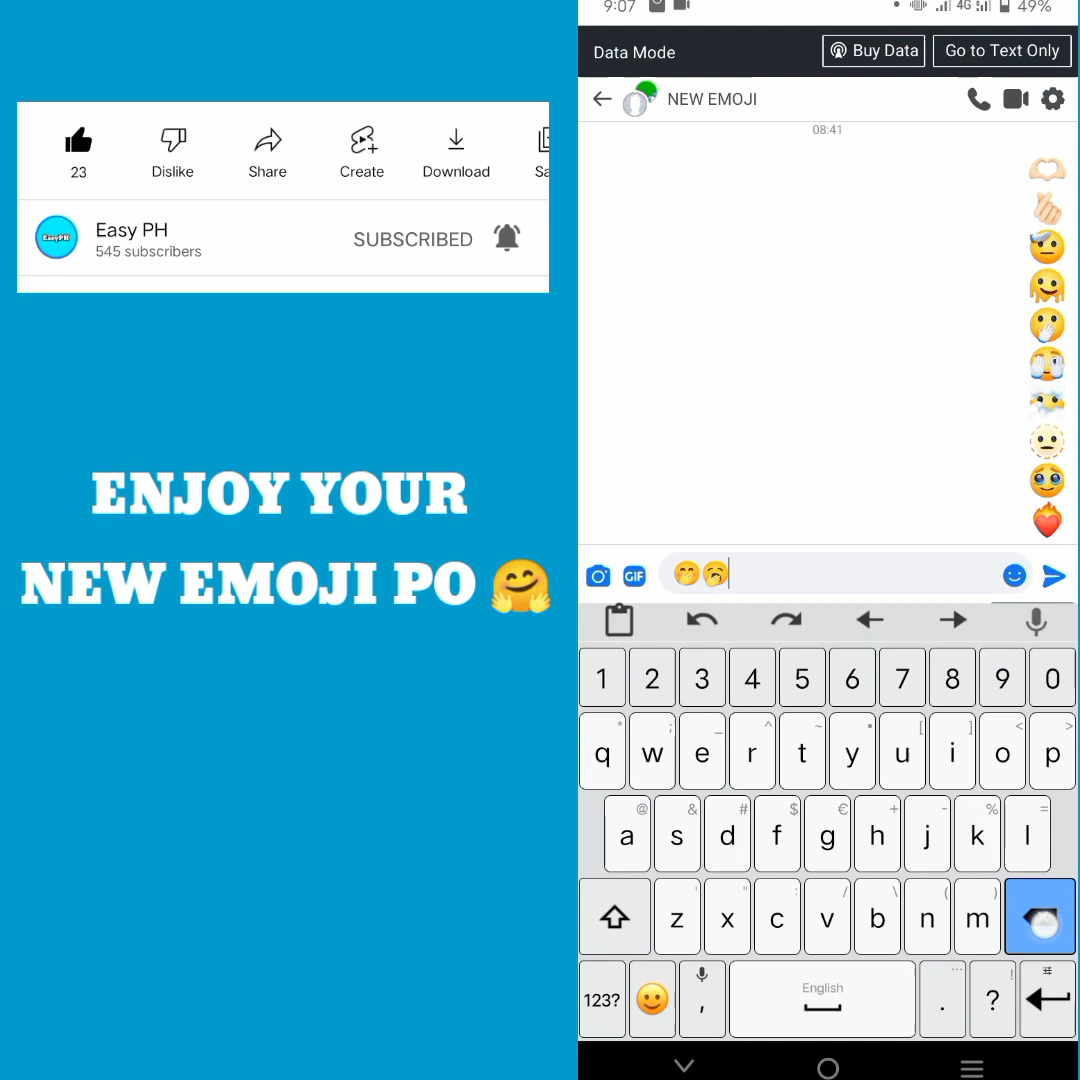 23
Dislike
Share
Create
Download
Sa
EasyPH
Easy PH
545 subscribers
SUBSCRIBED
ENJOY YOUR
NEW EMOJI PO 🤗
9:07
4G
49%
Data Mode
Buy Data
Go to Text Only
NEW EMOJI
08:41
🫶🏻
🫰🏻
🫡
🫠
🫢
🫣
😶‍🌫️
🫥
🥹
❤️‍🔥
GIF
🤭🥱
1 2 3 4 5 6 7 8 9 0
* ; _ ^ ~ • [ ] < >
q w e r t y u i o p
@ & # $ € + - % =
a s d f g h j k l
' " : / \ ( )
z x c v b n m
123? 🙂 , English . ... ? !